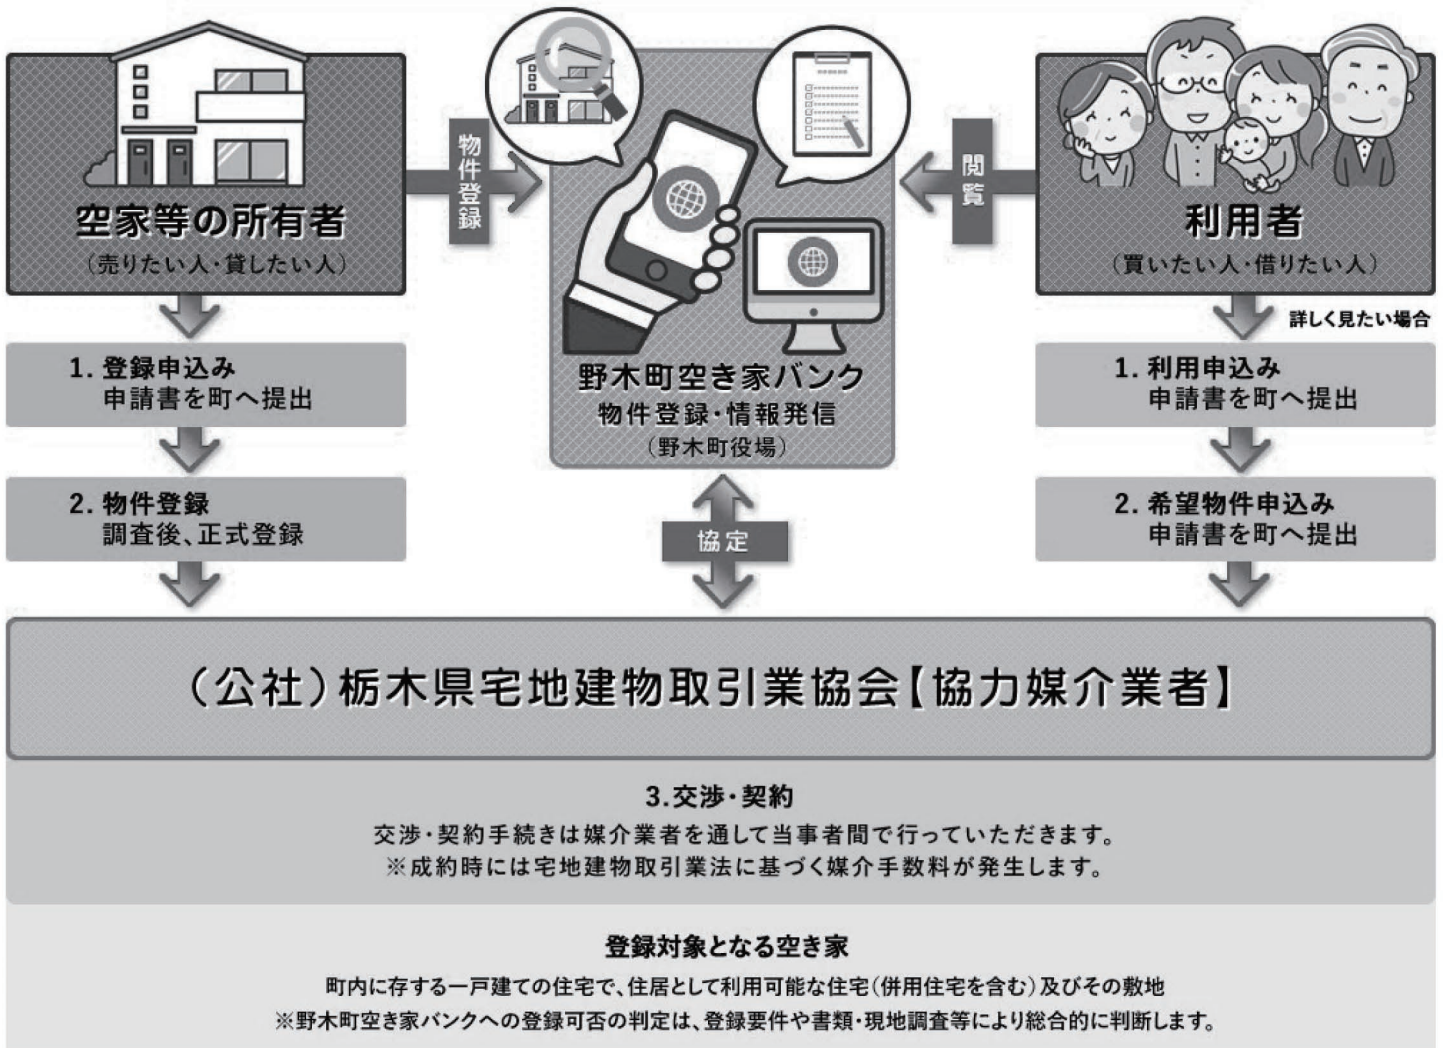 空家等の所有者
（売りたい人・貸したい人）
物件登録
野木町空き家バンク
物件登録・情報発信
（野木町役場）
閲覧
利用者
（買いたい人・借りたい人）
詳しく見たい場合
1. 登録申込み
申請書を町へ提出
2. 物件登録
調査後、正式登録
協定
1. 利用申込み
申請書を町へ提出
2. 希望物件申込み
申請書を町へ提出
（公社）栃木県宅地建物取引業協会【協力媒介業者】
3.交渉・契約
交渉・契約手続きは媒介業者を通して当事者間で行っていただきます。
※成約時には宅地建物取引業法に基づく媒介手数料が発生します。
登録対象となる空き家
町内に存する一戸建ての住宅で、住居として利用可能な住宅（併用住宅を含む）及びその敷地
※野木町空き家バンクへの登録可否の判定は、登録要件や書類・現地調査等により総合的に判断します。